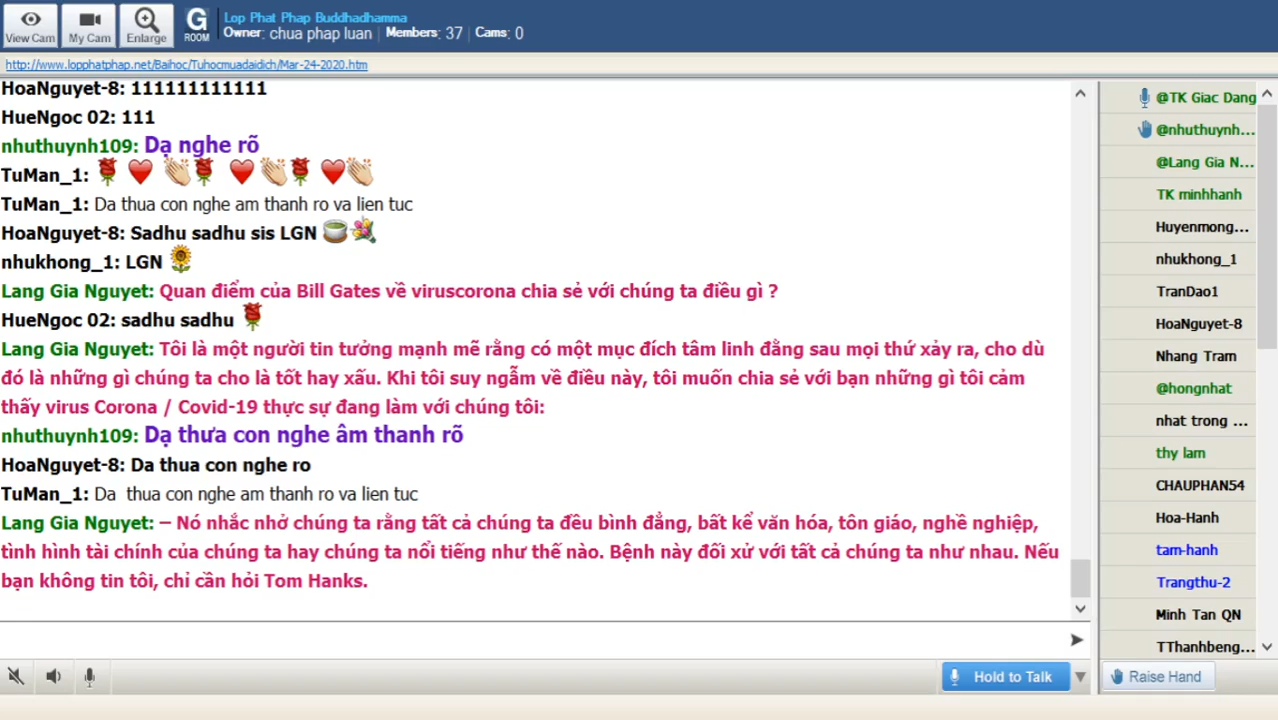 Lop Phat Phap Buddhadhamma
Owner: chua phap luan | Members: 37 | Cams: 0
View Cam
My Cam
Enlarge
G
ROOM
http://www.lopphatphap.net/Baihoc/Tuhocmuadaidich/Mar-24-2020.htm
HoaNguyet-8: 111111111111
HueNgoc 02: 111
nhuthuynh109: Dạ nghe rõ
TuMan_1:
TuMan_1: Da thua con nghe am thanh ro va lien tuc
HoaNguyet-8: Sadhu sadhu sis LGN
nhukhong_1: LGN
Lang Gia Nguyet: Quan điểm của Bill Gates về viruscorona chia sẻ với chúng ta điều gì ?
HueNgoc 02: sadhu sadhu
Lang Gia Nguyet: Tôi là một người tin tưởng mạnh mẽ rằng có một mục đích tâm linh đằng sau mọi thứ xảy ra, cho dù
đó là những gì chúng ta cho là tốt hay xấu. Khi tôi suy ngẫm về điều này, tôi muốn chia sẻ với bạn những gì tôi cảm
thấy virus Corona / Covid-19 thực sự đang làm với chúng tôi:
nhuthuynh109: Dạ thưa con nghe âm thanh rõ
HoaNguyet-8: Da thua con nghe ro
TuMan_1: Da thua con nghe am thanh ro va lien tuc
Lang Gia Nguyet: – Nó nhắc nhở chúng ta rằng tất cả chúng ta đều bình đẳng, bất kể văn hóa, tôn giáo, nghề nghiệp,
tình hình tài chính của chúng ta hay chúng ta nổi tiếng như thế nào. Bệnh này đối xử với tất cả chúng ta như nhau. Nếu
bạn không tin tôi, chỉ cần hỏi Tom Hanks.
@TK Giac Dang
@nhuthuynh...
@Lang Gia N...
TK minhhanh
Huyenmong...
nhukhong_1
TranDao1
HoaNguyet-8
Nhang Tram
@hongnhat
nhat trong ...
thy lam
CHAUPHAN54
Hoa-Hanh
tam-hanh
Trangthu-2
Minh Tan QN
TThanhbeng...
Hold to Talk
Raise Hand